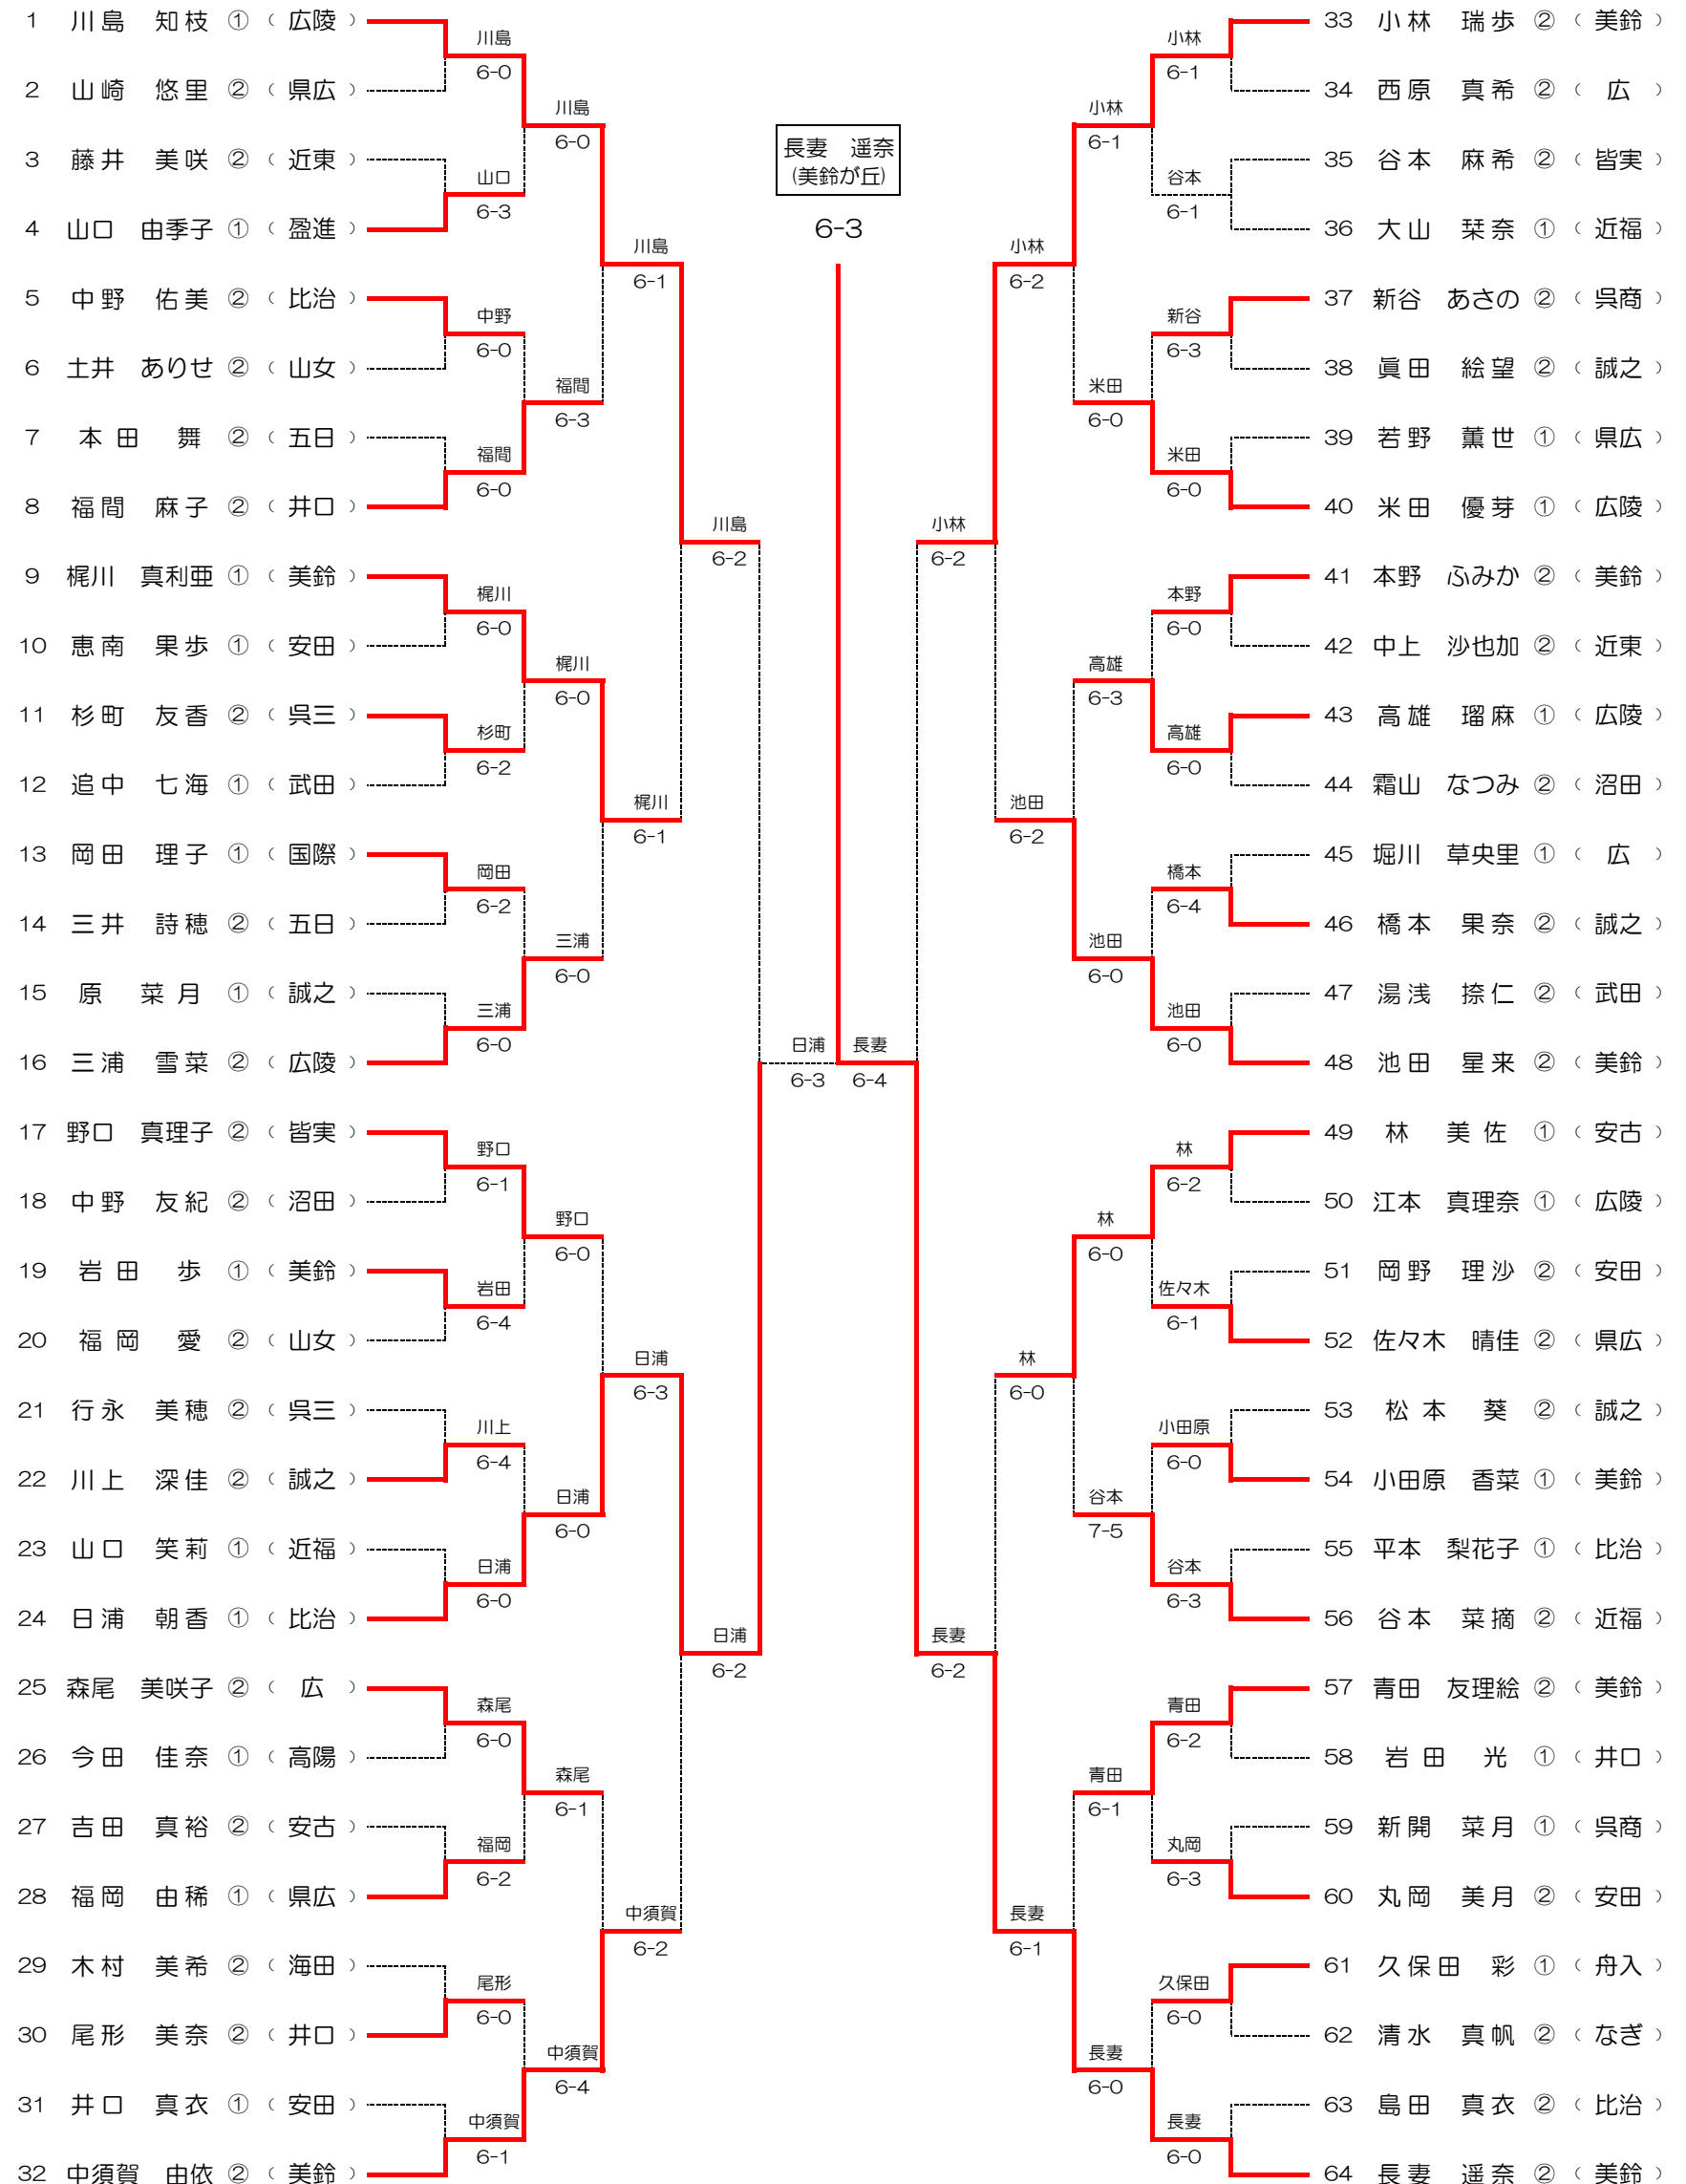 1 川島 知枝 ① (広陵)
2 山崎 悠里 ② (県広)
3 藤井 美咲 ② (近東)
4 山口 由季子 ① (盈進)
5 中野 佑美 ② (比治)
6 土井 ありせ ② (山女)
7 本田 舞 ② (五日)
8 福間 麻子 ② (井口)
9 梶川 真利亜 ① (美鈴)
10 恵南 果歩 ① (安田)
11 杉町 友香 ② (呉三)
12 追中 七海 ① (武田)
13 岡田 理子 ① (国際)
14 三井 詩穂 ② (五日)
15 原 菜月 ① (誠之)
16 三浦 雪菜 ② (広陵)
17 野口 真理子 ② (皆実)
18 中野 友紀 ② (沼田)
19 岩田 歩 ① (美鈴)
20 福岡 愛 ② (山女)
21 行永 美穂 ② (呉三)
22 川上 深佳 ② (誠之)
23 山口 笑莉 ① (近福)
24 日浦 朝香 ① (比治)
25 森尾 美咲子 ② (広)
26 今田 佳奈 ① (高陽)
27 吉田 真裕 ② (安古)
28 福岡 由稀 ① (県広)
29 木村 美希 ② (海田)
30 尾形 美奈 ② (井口)
31 井口 真衣 ① (安田)
32 中須賀 由依 ② (美鈴)
川島
6-0
山口
6-3
中野
6-0
福間
6-0
梶川
6-0
杉町
6-2
岡田
6-2
三浦
6-0
野口
6-1
岩田
6-4
川上
6-4
日浦
6-0
森尾
6-0
福岡
6-2
尾形
6-0
中須賀
6-1
川島
6-0
福間
6-3
梶川
6-0
三浦
6-0
野口
6-0
日浦
6-0
森尾
6-1
中須賀
6-4
川島
6-1
梶川
6-1
日浦
6-3
中須賀
6-2
川島
6-2
日浦
6-2
日浦
6-3
長妻 遥奈
(美鈴が丘)
6-3
長妻
6-4
小林
6-2
長妻
6-2
小林
6-2
池田
6-2
林
6-0
長妻
6-1
小林
6-1
米田
6-0
高雄
6-3
池田
6-0
林
6-0
谷本
7-5
青田
6-1
長妻
6-0
小林
6-1
谷本
6-1
新谷
6-3
米田
6-0
本野
6-0
高雄
6-0
橋本
6-4
池田
6-0
林
6-2
佐々木
6-1
小田原
6-0
谷本
6-3
青田
6-2
丸岡
6-3
久保田
6-0
長妻
6-0
33 小林 瑞歩 ② (美鈴)
34 西原 真希 ② (広)
35 谷本 麻希 ② (皆実)
36 大山 栞奈 ① (近福)
37 新谷 あさの ② (呉商)
38 眞田 絵望 ② (誠之)
39 若野 薫世 ① (県広)
40 米田 優芽 ① (広陵)
41 本野 ふみか ② (美鈴)
42 中上 沙也加 ② (近東)
43 高雄 瑠麻 ① (広陵)
44 霜山 なつみ ② (沼田)
45 堀川 草央里 ① (広)
46 橋本 果奈 ② (誠之)
47 湯浅 捺仁 ② (武田)
48 池田 星来 ② (美鈴)
49 林 美佐 ① (安古)
50 江本 真理奈 ① (広陵)
51 岡野 理沙 ② (安田)
52 佐々木 晴佳 ② (県広)
53 松本 葵 ② (誠之)
54 小田原 香菜 ① (美鈴)
55 平本 梨花子 ① (比治)
56 谷本 菜摘 ② (近福)
57 青田 友理絵 ② (美鈴)
58 岩田 光 ① (井口)
59 新開 菜月 ① (呉商)
60 丸岡 美月 ② (安田)
61 久保田 彩 ① (舟入)
62 清水 真帆 ② (なぎ)
63 島田 真衣 ② (比治)
64 長妻 遥奈 ② (美鈴)